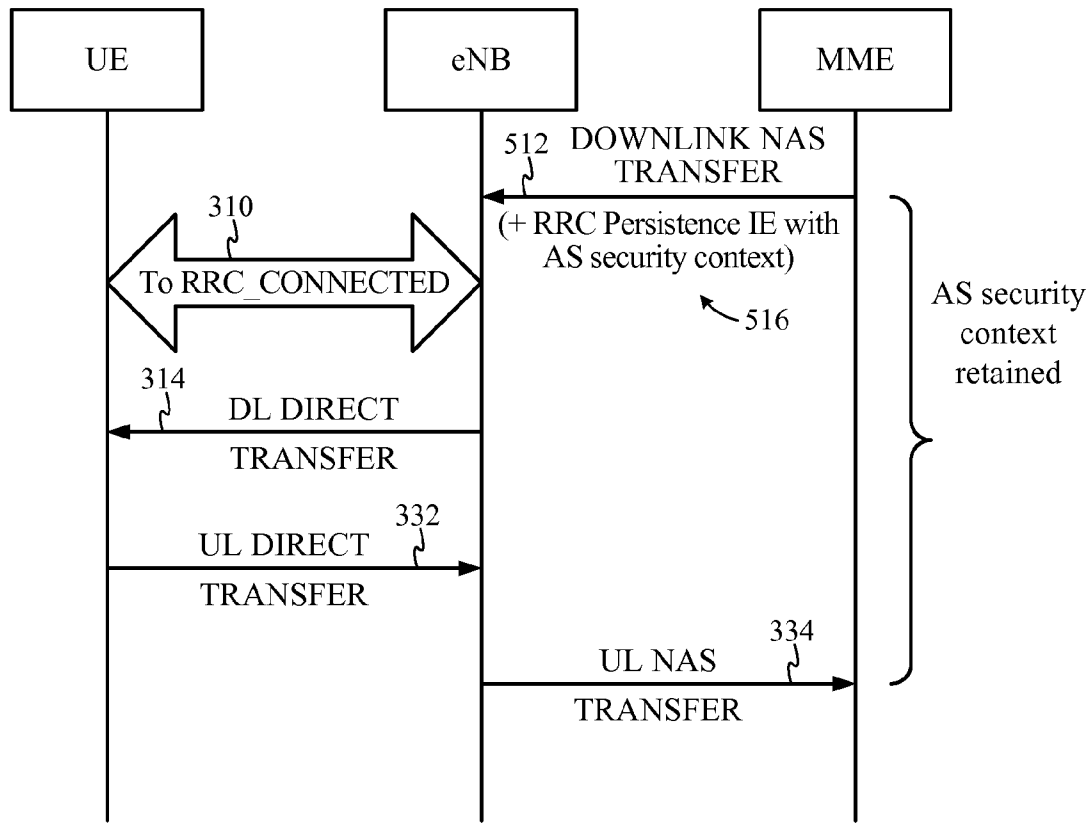 UE
eNB
MME
512
DOWNLINK NAS
TRANSFER
(+ RRC Persistence IE with
AS security context)
516
310
To RRC_CONNECTED
AS security
context
retained
314
DL DIRECT
TRANSFER
332
UL DIRECT
TRANSFER
334
UL NAS
TRANSFER